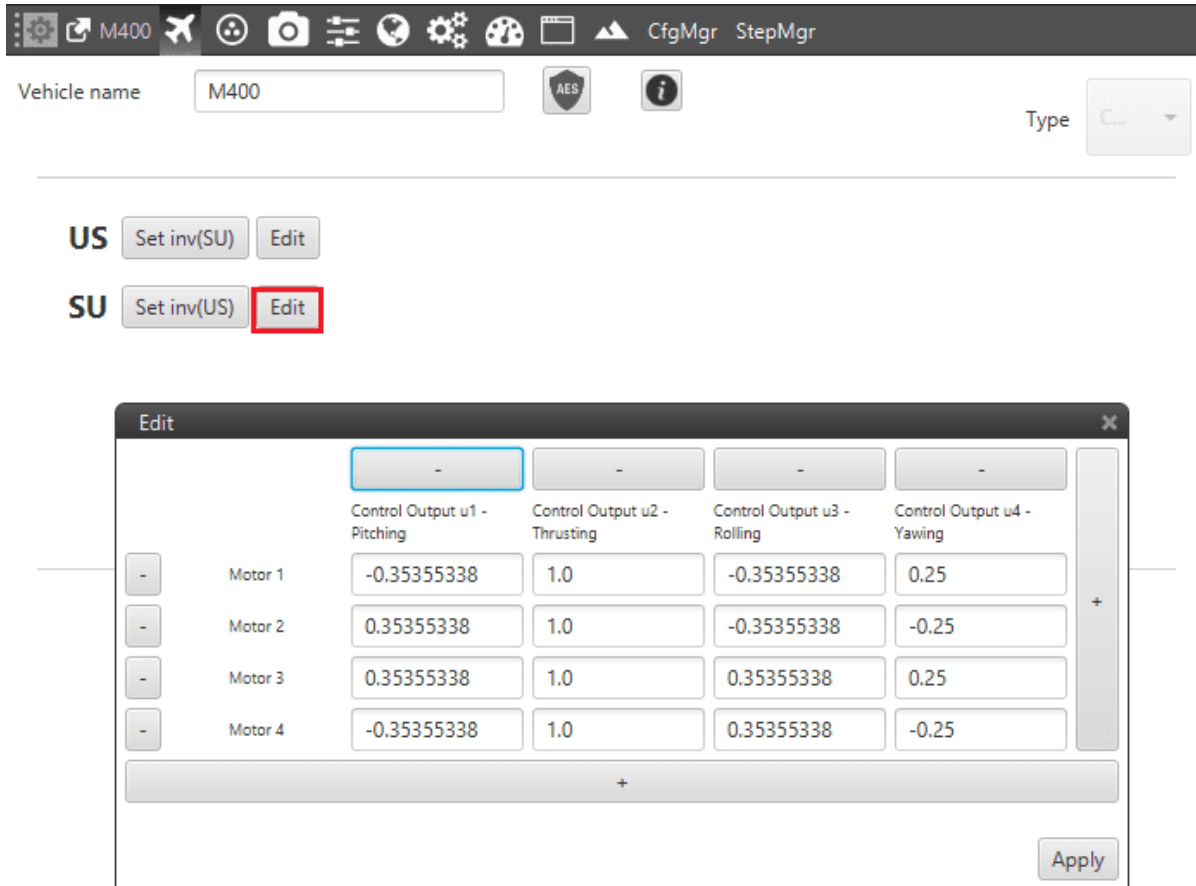 M400 CfgMgr StepMgr
Vehicle name M400 AES i
Type C...
US Set inv(SU) Edit
SU Set inv(US) Edit
Edit
- - - -
Control Output u1 - Control Output u2 - Control Output u3 - Control Output u4 -
Pitching Thrusting Rolling Yawing
- Motor 1 -0.35355338 1.0 -0.35355338 0.25
+
- Motor 2 0.35355338 1.0 -0.35355338 -0.25
- Motor 3 0.35355338 1.0 0.35355338 0.25
- Motor 4 -0.35355338 1.0 0.35355338 -0.25
+
Apply